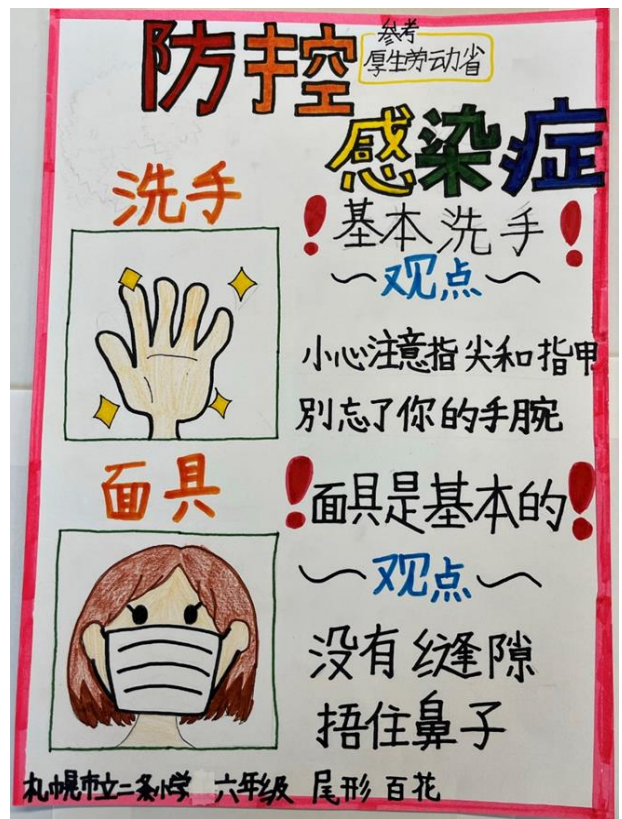 防控
参考
厚生劳动省
感染症
洗手
！基本洗手！
～观点～
小心注意指尖和指甲
別忘了你的手腕
面具
！面具是基本的！
～观点～
没有缝隙
捂住鼻子
札幌市立二条小学 六年级 尾形 百花